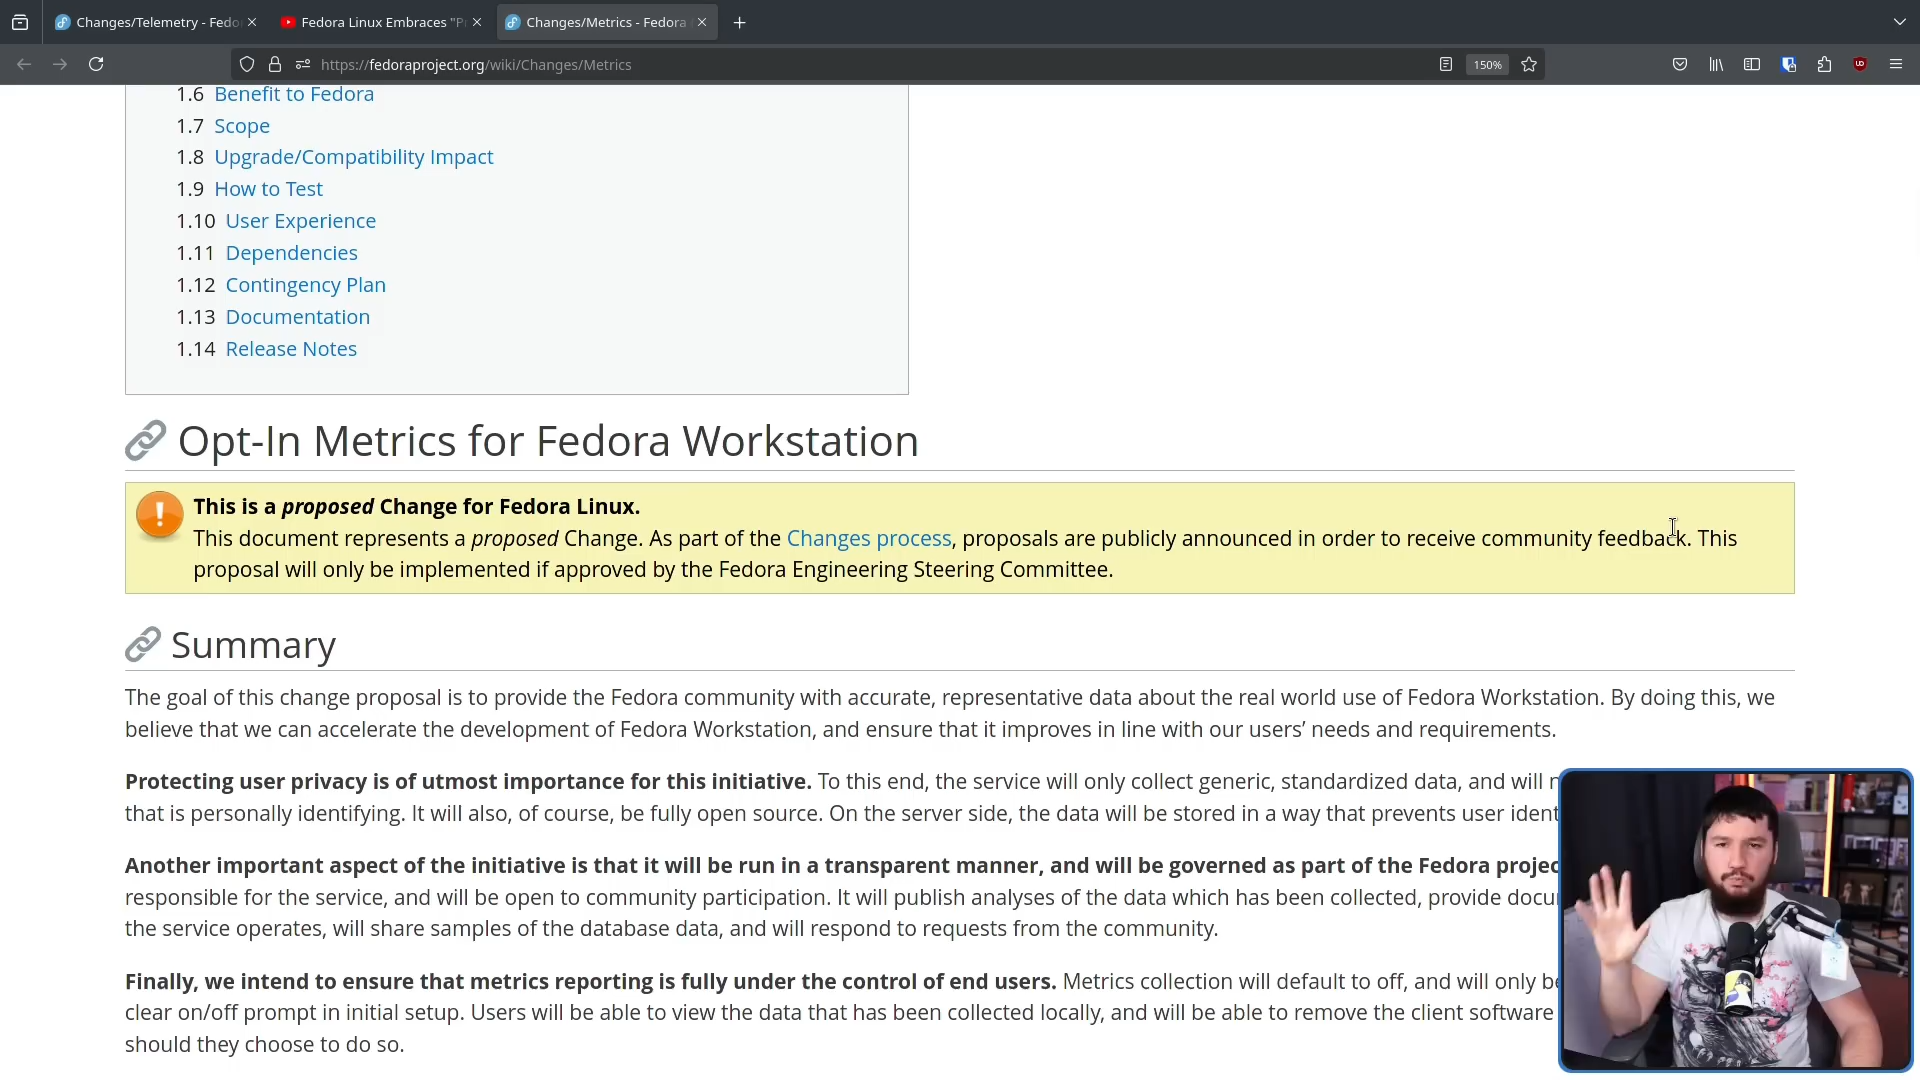 Changes/Telemetry - Fedo
Fedora Linux Embraces "P
Changes/Metrics - Fedora
https://fedoraproject.org/wiki/Changes/Metrics
150%
1.6 Benefit to Fedora
1.7 Scope
1.8 Upgrade/Compatibility Impact
1.9 How to Test
1.10 User Experience
1.11 Dependencies
1.12 Contingency Plan
1.13 Documentation
1.14 Release Notes
Opt-In Metrics for Fedora Workstation
This is a proposed Change for Fedora Linux.
This document represents a proposed Change. As part of the Changes process, proposals are publicly announced in order to receive community feedback. This
proposal will only be implemented if approved by the Fedora Engineering Steering Committee.
Summary
The goal of this change proposal is to provide the Fedora community with accurate, representative data about the real world use of Fedora Workstation. By doing this, we
believe that we can accelerate the development of Fedora Workstation, and ensure that it improves in line with our users’ needs and requirements.
Protecting user privacy is of utmost importance for this initiative. To this end, the service will only collect generic, standardized data, and will
that is personally identifying. It will also, of course, be fully open source. On the server side, the data will be stored in a way that prevents user ident
Another important aspect of the initiative is that it will be run in a transparent manner, and will be governed as part of the Fedora projec
responsible for the service, and will be open to community participation. It will publish analyses of the data which has been collected, provide docu
the service operates, will share samples of the database data, and will respond to requests from the community.
Finally, we intend to ensure that metrics reporting is fully under the control of end users. Metrics collection will default to off, and will only be
clear on/off prompt in initial setup. Users will be able to view the data that has been collected locally, and will be able to remove the client software
should they choose to do so.